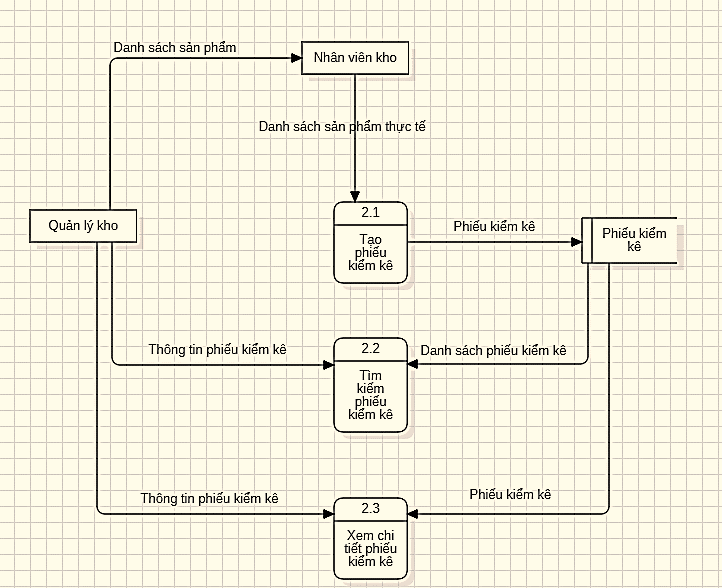 Danh sách sản phẩm
Nhân viên kho
Danh sách sản phẩm thực tế
Quản lý kho
2.1
Tạo
phiếu
kiểm kê
Phiếu kiểm kê
Phiếu kiểm
kê
Thông tin phiếu kiểm kê
2.2
Tìm
kiếm
phiếu
kiểm kê
Danh sách phiếu kiểm kê
Thông tin phiếu kiểm kê
2.3
Xem chi
tiết phiếu
kiểm kê
Phiếu kiểm kê